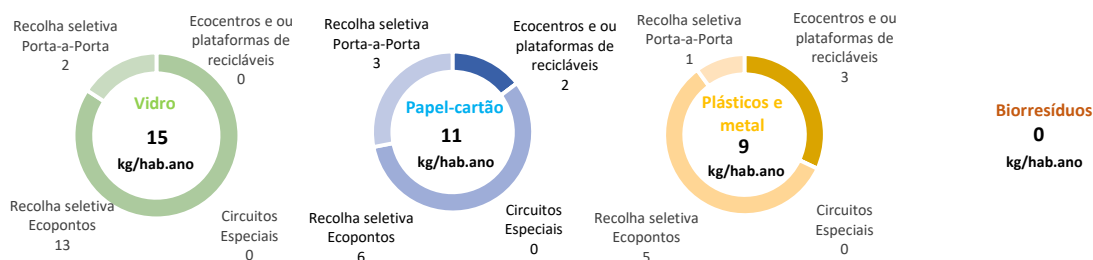 Recolha seletiva
Porta-a-Porta
2
Ecocentros e ou
plataformas de
recicláveis
0
Vidro
15
kg/hab.ano
Recolha seletiva
Ecopontos
13
Circuitos
Especiais
0
Recolha seletiva
Porta-a-Porta
3
Ecocentros e ou
plataformas de
recicláveis
2
Papel-cartão
11
kg/hab.ano
Recolha seletiva
Ecopontos
6
Circuitos
Especiais
0
Recolha seletiva
Porta-a-Porta
1
Ecocentros e ou
plataformas de
recicláveis
3
Plásticos e
metal
9
kg/hab.ano
Recolha seletiva
Ecopontos
5
Circuitos
Especiais
0
Biorresíduos
0
kg/hab.ano